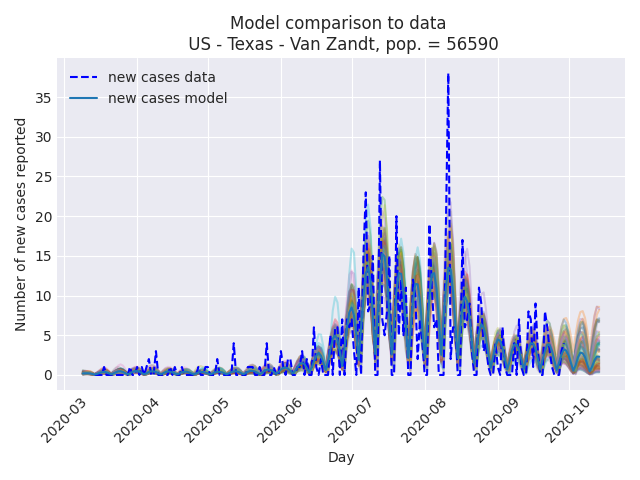 Model comparison to data
US - Texas - Van Zandt, pop. = 56590
new cases data
new cases model
Number of new cases reported
35
30
25
20
15
10
5
0
2020-03
2020-04
2020-05
2020-06
2020-07
2020-08
2020-09
2020-10
Day